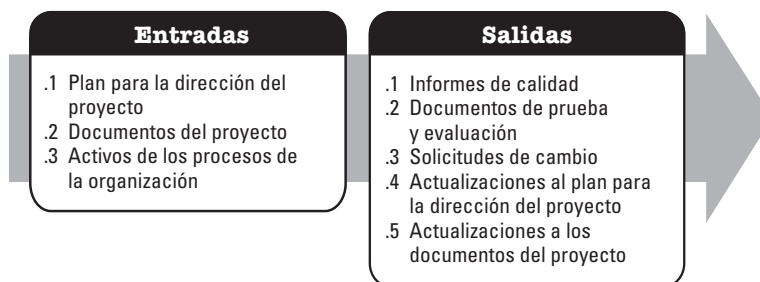 Entradas
.1 Plan para la dirección del
proyecto
.2 Documentos del proyecto
.3 Activos de los procesos de
la organización
Salidas
.1 Informes de calidad
.2 Documentos de prueba
y evaluación
.3 Solicitudes de cambio
.4 Actualizaciones al plan para
la dirección del proyecto
.5 Actualizaciones a los
documentos del proyecto